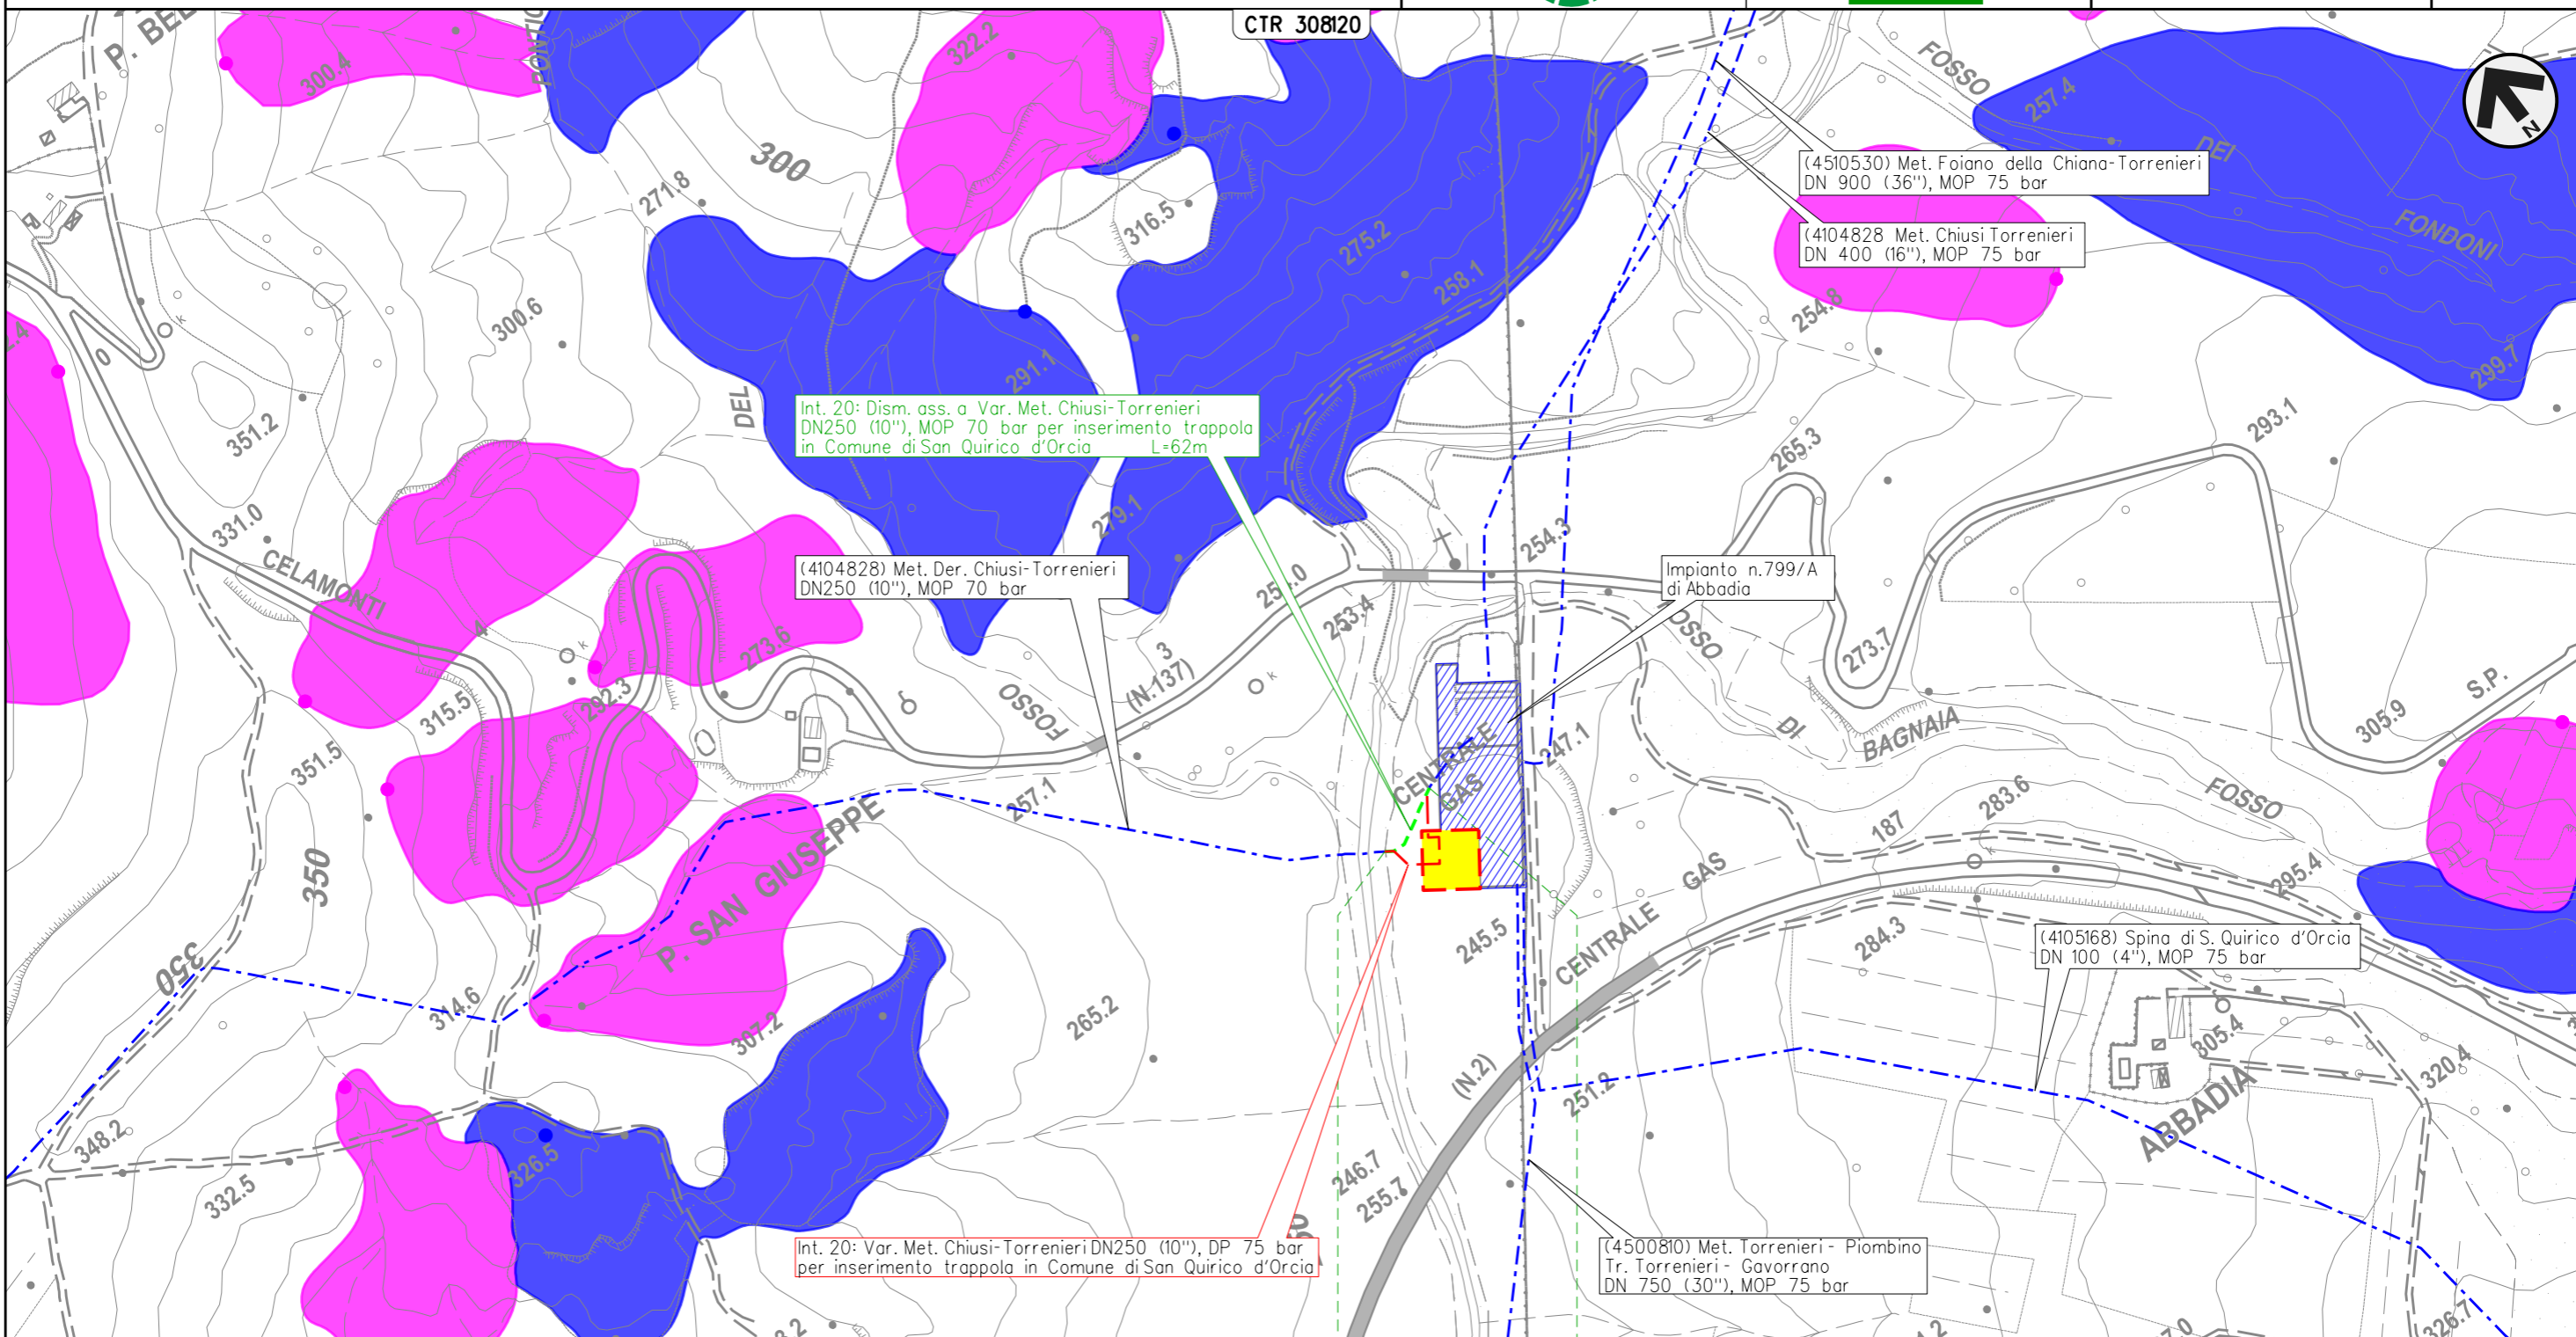 CTR 308120
P. BEL
300.4
322.2
FOSSO
257.4
DEI
FONDONI
N
300
271.8
316.5
275.2
258.1
(4510530) Met. Foiano della Chiana-Torrenieri
DN 900 (36"), MOP 75 bar
(4104828 Met. Chiusi Torrenieri
DN 400 (16"), MOP 75 bar
254.8
299.7
300.6
0
k
351.2
DEL
291.1
Int. 20: Dism. ass. a Var. Met. Chiusi-Torrenieri
DN250 (10"), MOP 70 bar per inserimento trappola
in Comune di San Quirico d'Orcia L=62m
265.3
293.1
331.0
CELAMONTI
279.1
254.3
(4104828) Met. Der. Chiusi-Torrenieri
DN250 (10"), MOP 70 bar
Impianto n.799/A
di Abbadia
253.4
k
273.6
3
(N.137)
k
FOSSO
OSSO
DI
BAGNAIA
273.7
S.P.
305.9
315.5
292.3
351.5
257.1
CENTRALE
GAS
247.1
283.6
FOSSO
187
k
295.4
350
P. SAN GIUSEPPE
350
314.6
307.2
265.2
245.5
CENTRALE GAS
284.3
(4105168) Spina di S. Quirico d'Orcia
DN 100 (4"), MOP 75 bar
305.4
320.4
ABBADIA
(N.2)
251.2
348.2
326.5
332.5
246.7
255.7
Int. 20: Var. Met. Chiusi-Torrenieri DN250 (10"), DP 75 bar
per inserimento trappola in Comune di San Quirico d'Orcia
(4500810) Met. Torrenieri - Piombino
Tr. Torrenieri - Gavorrano
DN 750 (30"), MOP 75 bar
326.7